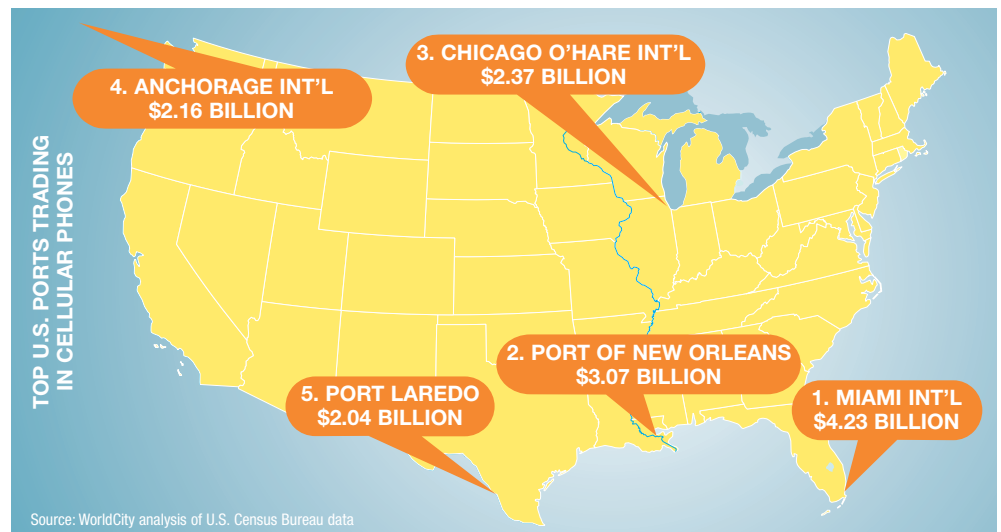 TOP U.S. PORTS TRADING
IN CELLULAR PHONES
4. ANCHORAGE INT’L
$2.16 BILLION
3. CHICAGO O’HARE INT’L
$2.37 BILLION
2. PORT OF NEW ORLEANS
$3.07 BILLION
5. PORT LAREDO
$2.04 BILLION
1. MIAMI INT’L
$4.23 BILLION
Source: WorldCity analysis of U.S. Census Bureau data